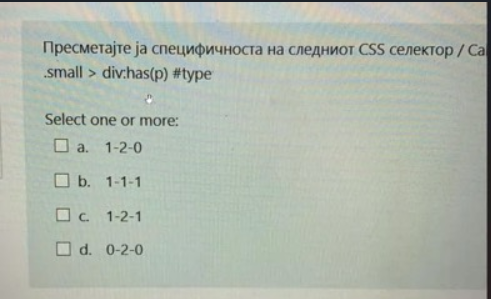 Пресметајте ја специфичноста на следниот CSS селектор / Ca
.small > div:has(p) #type
Select one or more:
a. 1-2-0
b. 1-1-1
c. 1-2-1
d. 0-2-0